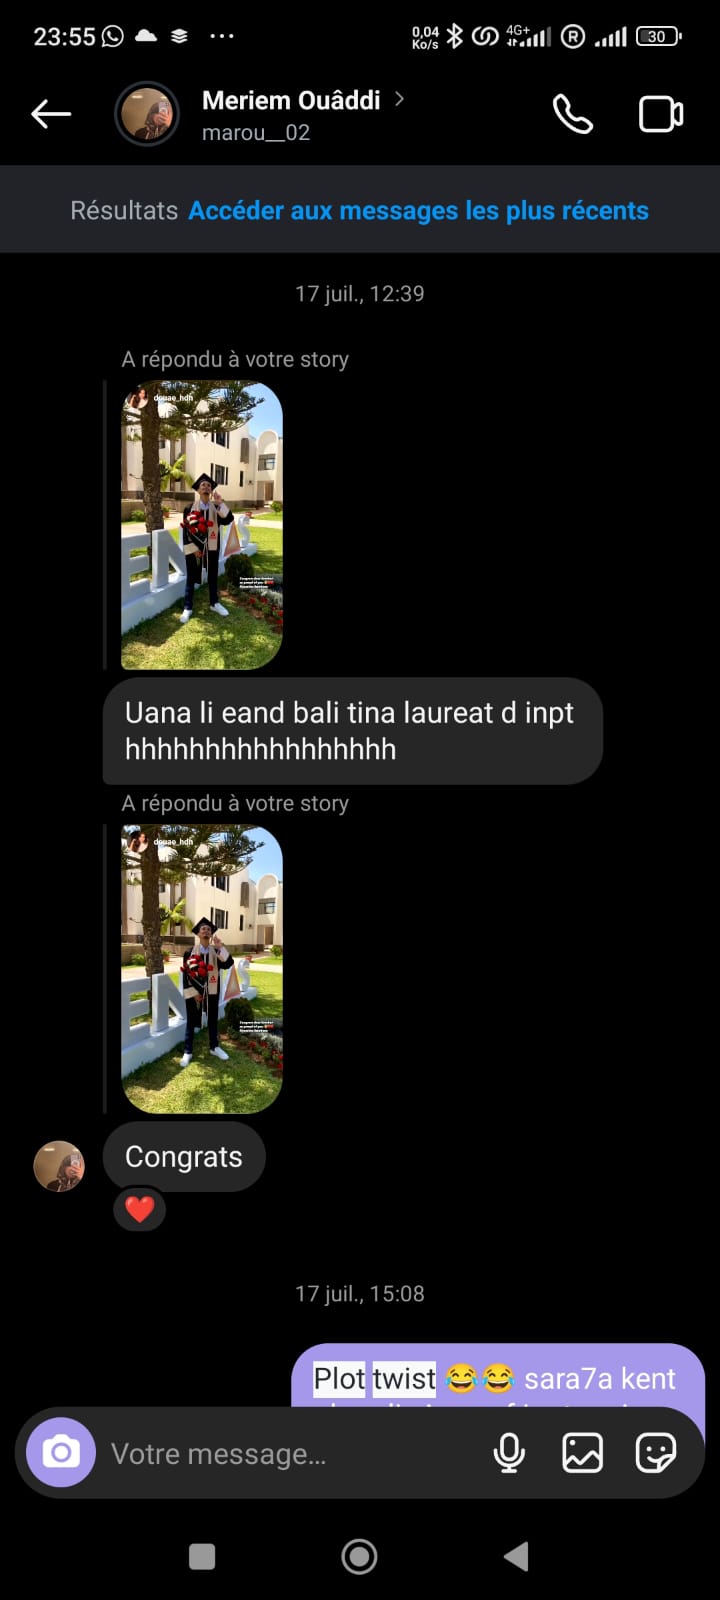 23:55
0,04
Ko/s
4G+
R
30
Meriem Ouâddi
marou__02
Résultats Accéder aux messages les plus récents
17 juil., 12:39
A répondu à votre story
douae_hdh
Uana li eand bali tina laureat d inpt
hhhhhhhhhhhhhhhhh
A répondu à votre story
douae_hdh
Congrats
17 juil., 15:08
Plot twist 😂😂 sara7a kent
Votre message...